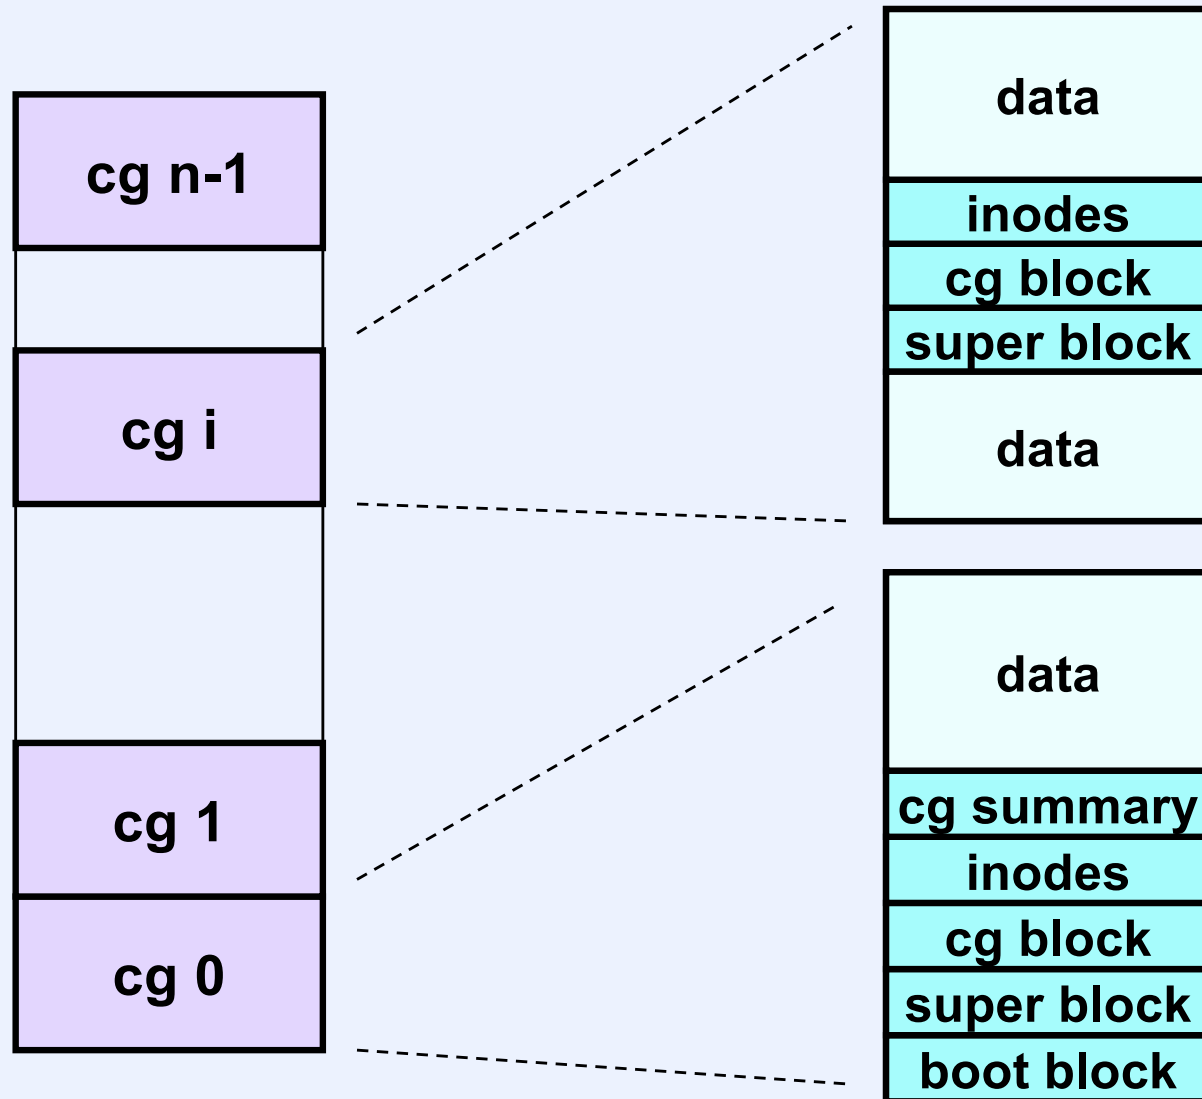 cg n-1
cg i
cg 1
cg 0
data
inodes
cg block
super block
data
data
cg summary
inodes
cg block
super block
boot block